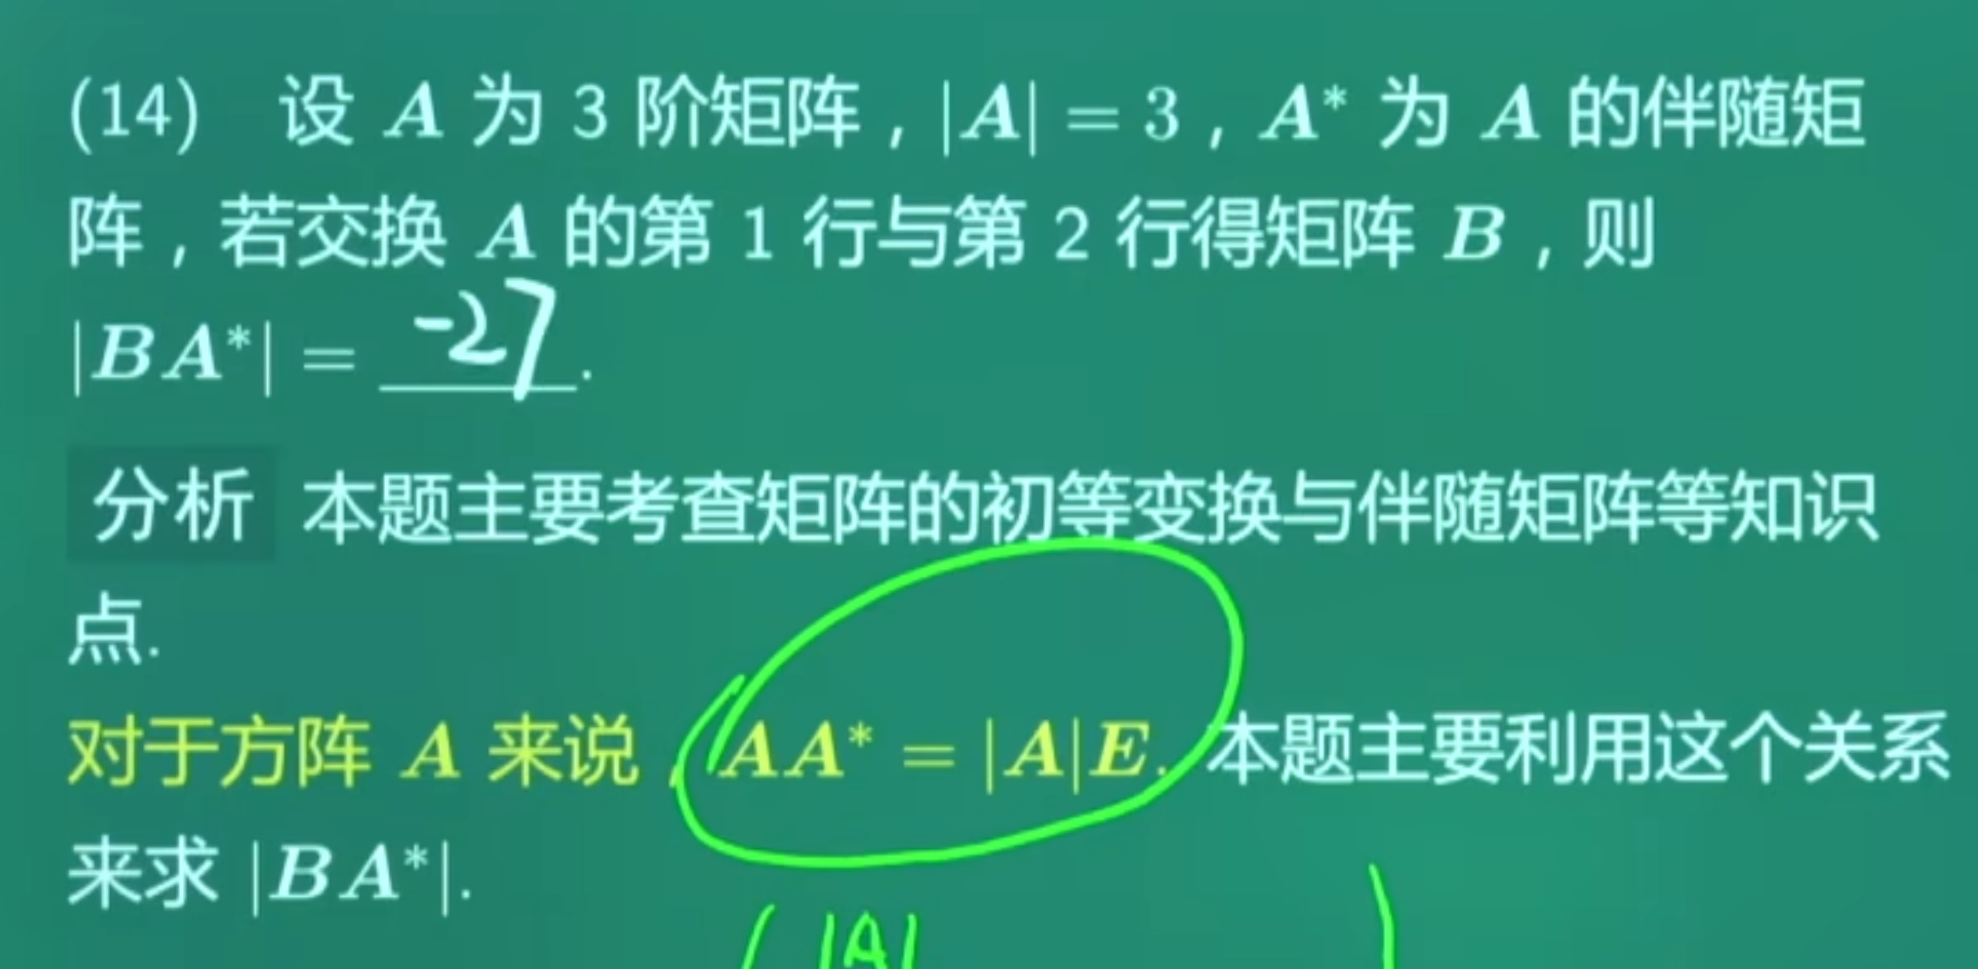 (14) 设 A 为 3 阶矩阵，|A| = 3，A* 为 A 的伴随矩
阵，若交换 A 的第 1 行与第 2 行得矩阵 B，则
|BA*| = -27.
分析 本题主要考查矩阵的初等变换与伴随矩阵等知识
点.
对于方阵 A 来说，AA* = |A|E. 本题主要利用这个关系
来求 |BA*|.
( |A| )